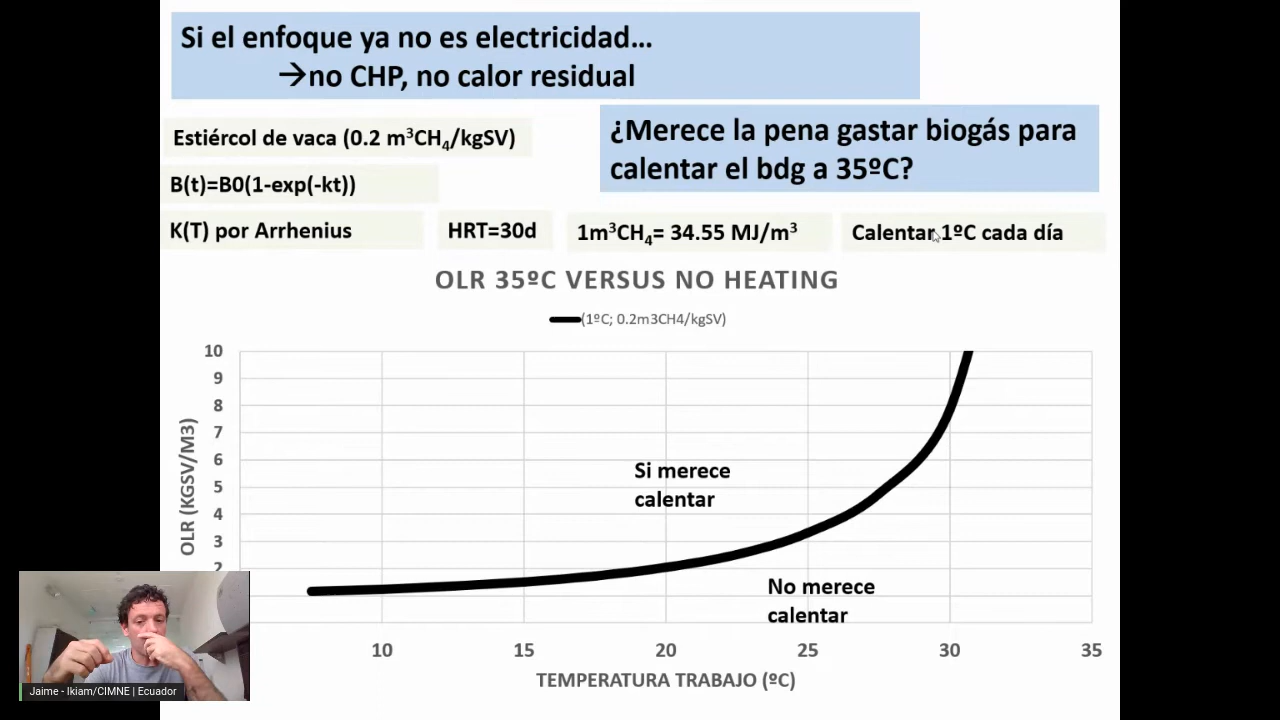 Si el enfoque ya no es electricidad…
→no CHP, no calor residual
¿Merece la pena gastar biogás para
calentar el bdg a 35ºC?
Estiércol de vaca (0.2 m³CH₄/kgSV)
B(t)=B0(1-exp(-kt))
K(T) por Arrhenius
HRT=30d
1m³CH₄= 34.55 MJ/m³
Calentar 1ºC cada día
OLR 35ºC VERSUS NO HEATING
(1ºC; 0.2m3CH4/kgSV)
OLR (KGSV/M3)
10
9
8
7
6
5
4
3
2
Si merece
calentar
No merece
calentar
10 15 20 25 30 35
TEMPERATURA TRABAJO (ºC)
Jaime - Ikiam/CIMNE | Ecuador